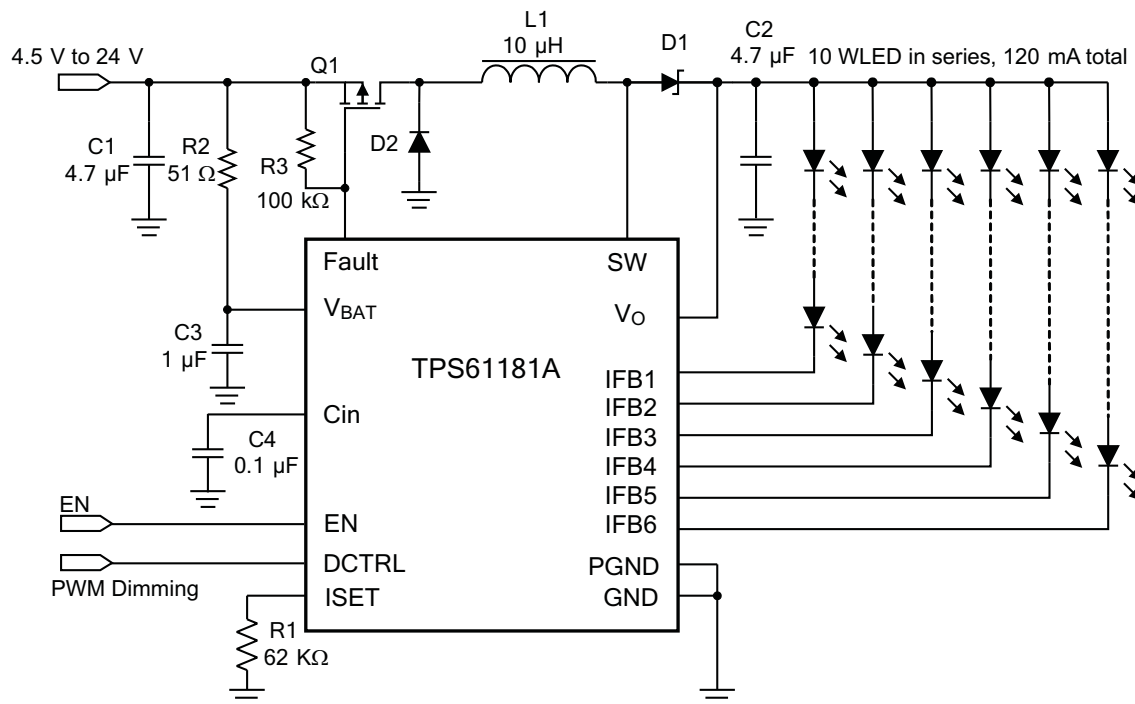 L1
10 µH
4.5 V to 24 V
Q1
D1
C2
4.7 µF
10 WLED in series, 120 mA total
C1
4.7 µF
R2
51 Ω
R3
100 kΩ
D2
Fault
SW
V_BAT
V_O
C3
1 µF
TPS61181A
IFB1
IFB2
IFB3
IFB4
IFB5
IFB6
Cin
C4
0.1 µF
EN
EN
DCTRL
PWM Dimming
ISET
PGND
GND
R1
62 KΩ